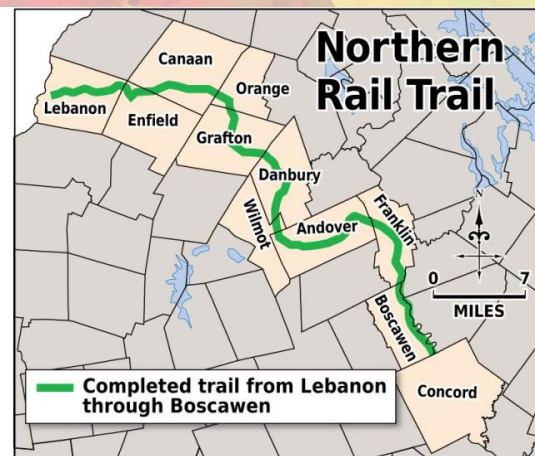 Northern
Rail Trail
Canaan
Orange
Lebanon
Enfield
Grafton
Danbury
Wilmot
Andover
Franklin
N
0 7
MILES
Boscawen
Concord
Completed trail from Lebanon
through Boscawen